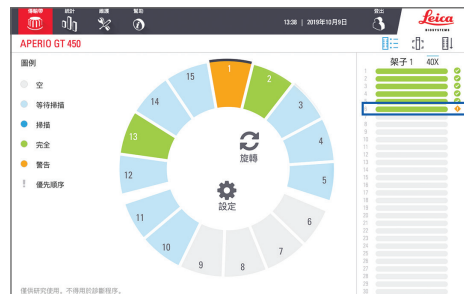 傳輸帶 統計 維護 幫助
13:38 | 2019年10月9日
登出
Leica
BIOSYSTEMS
APERIO GT 450
圖例
空
等待掃描
掃描
完全
警告
! 優先順序
15
1
2
14
3
13
4
12
5
11
6
10
7
9
8
旋轉
設定
架子 1 40X
僅供研究使用。不得用於診斷程序。